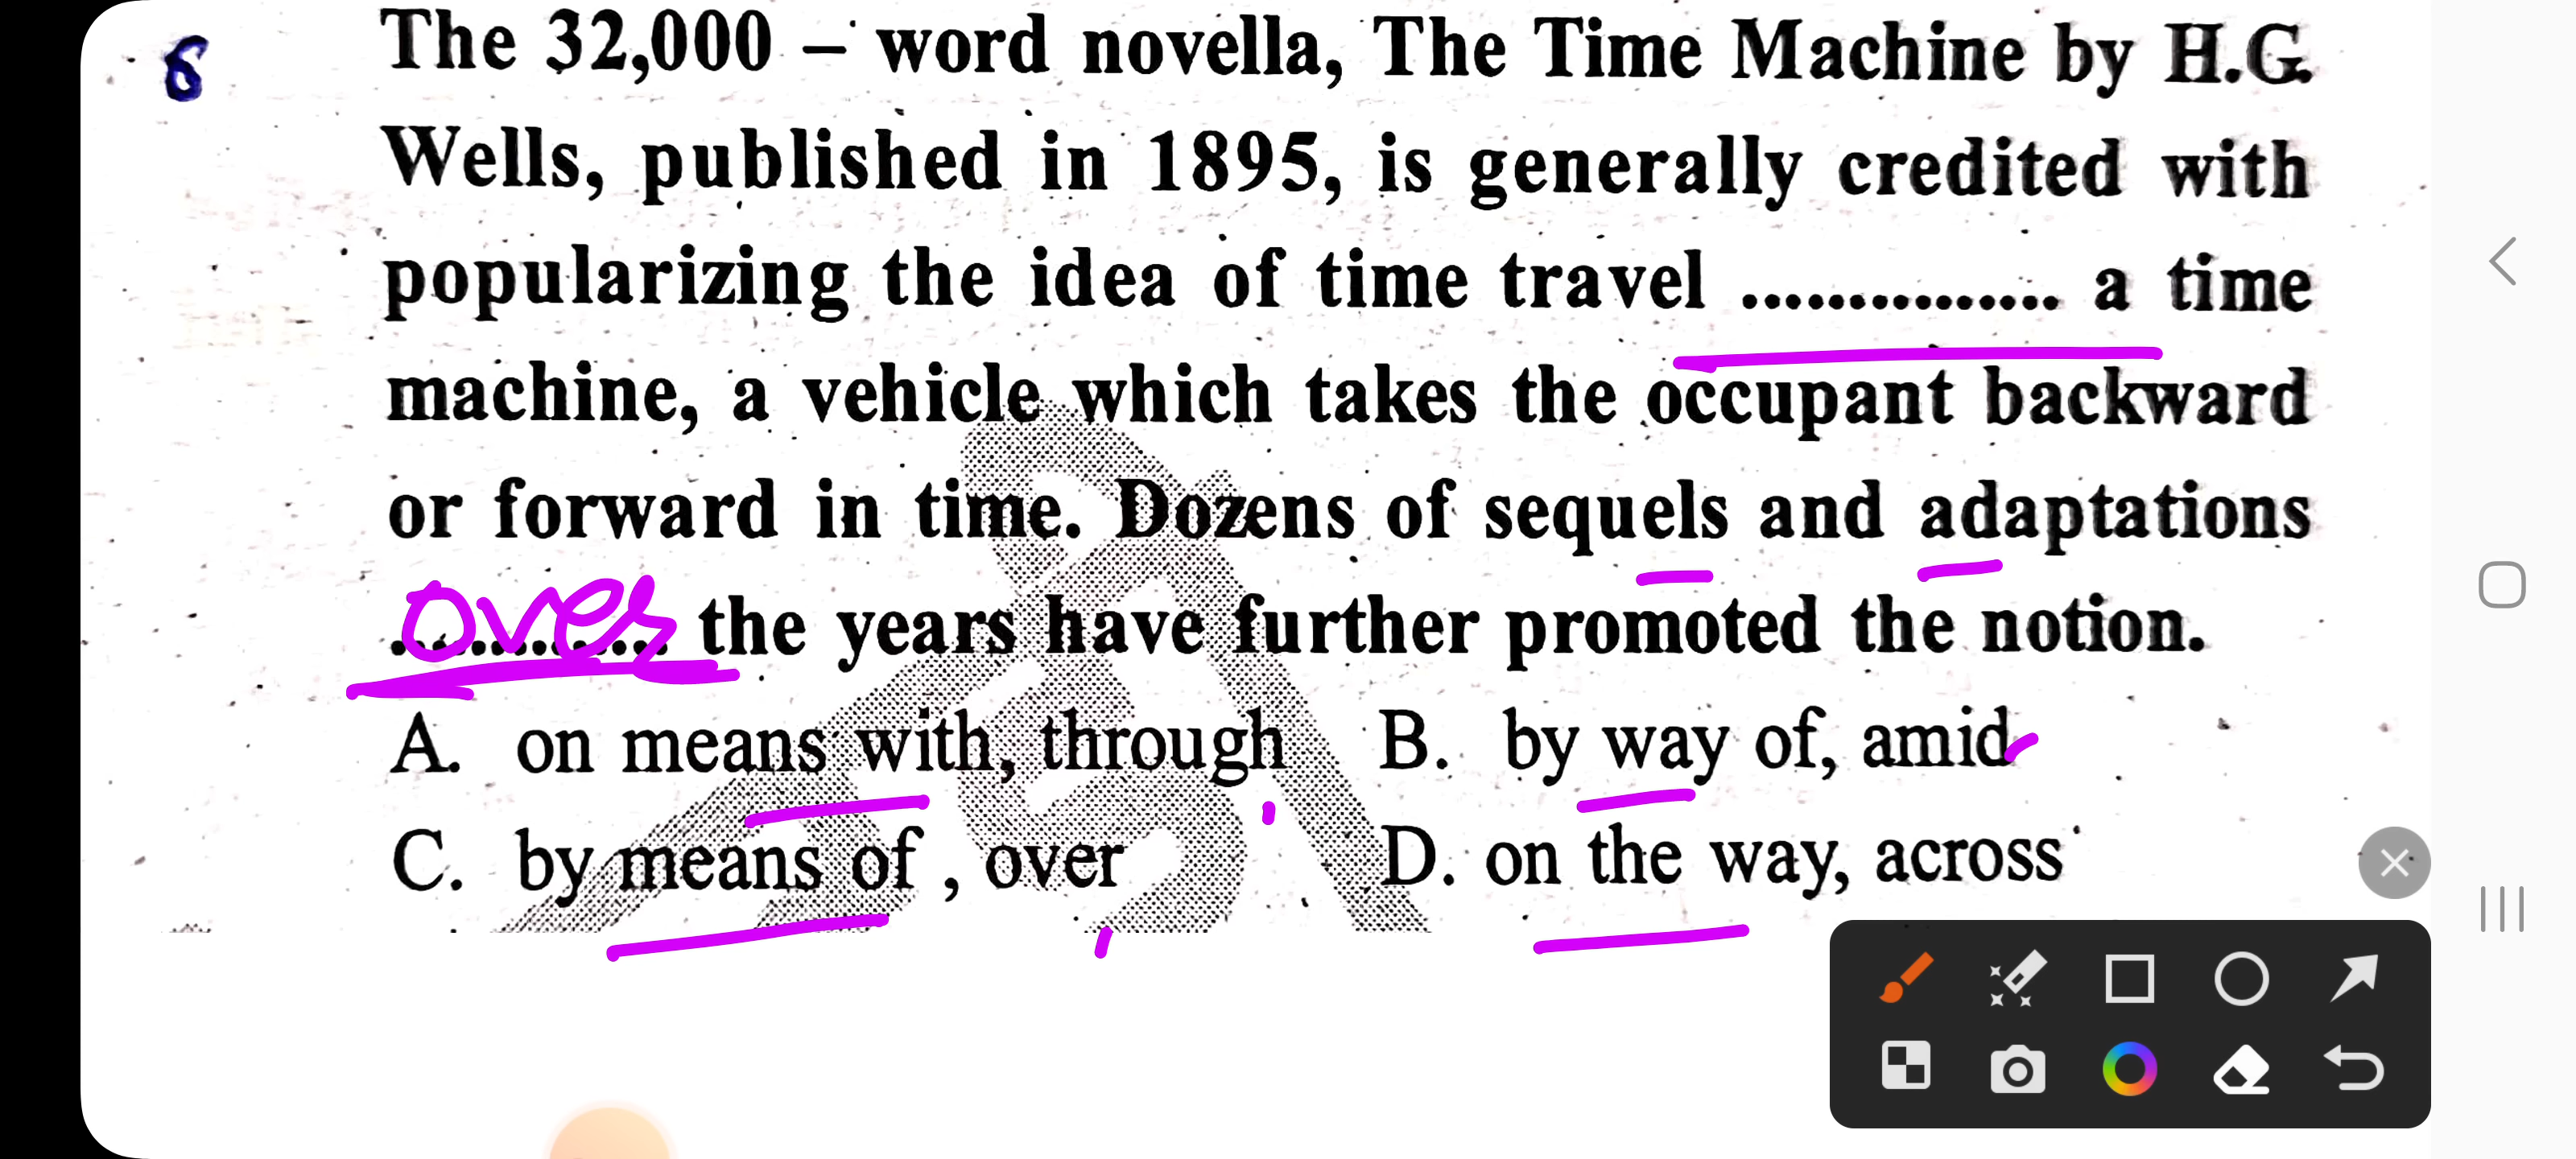 6 The 32,000 – word novella, The Time Machine by H.G.
Wells, published in 1895, is generally credited with
popularizing the idea of time travel ............... a time
machine, a vehicle which takes the occupant backward
or forward in time. Dozens of sequels and adaptations
over ............. the years have further promoted the notion.
A. on means with, through B. by way of, amid
C. by means of , over D. on the way, across